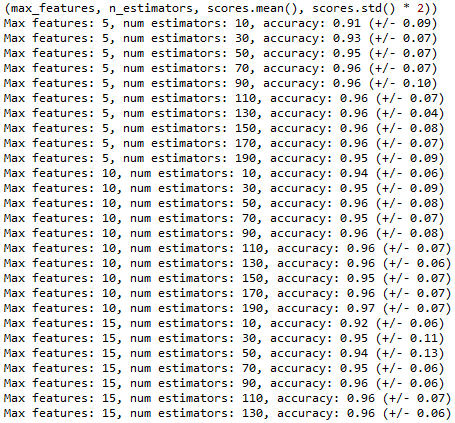 (max_features, n_estimators, scores.mean(), scores.std() * 2))
Max features: 5, num estimators: 10, accuracy: 0.91 (+/- 0.09)
Max features: 5, num estimators: 30, accuracy: 0.93 (+/- 0.07)
Max features: 5, num estimators: 50, accuracy: 0.95 (+/- 0.07)
Max features: 5, num estimators: 70, accuracy: 0.96 (+/- 0.07)
Max features: 5, num estimators: 90, accuracy: 0.96 (+/- 0.10)
Max features: 5, num estimators: 110, accuracy: 0.96 (+/- 0.07)
Max features: 5, num estimators: 130, accuracy: 0.96 (+/- 0.04)
Max features: 5, num estimators: 150, accuracy: 0.96 (+/- 0.08)
Max features: 5, num estimators: 170, accuracy: 0.96 (+/- 0.07)
Max features: 5, num estimators: 190, accuracy: 0.95 (+/- 0.09)
Max features: 10, num estimators: 10, accuracy: 0.94 (+/- 0.06)
Max features: 10, num estimators: 30, accuracy: 0.95 (+/- 0.09)
Max features: 10, num estimators: 50, accuracy: 0.96 (+/- 0.08)
Max features: 10, num estimators: 70, accuracy: 0.95 (+/- 0.07)
Max features: 10, num estimators: 90, accuracy: 0.96 (+/- 0.08)
Max features: 10, num estimators: 110, accuracy: 0.96 (+/- 0.07)
Max features: 10, num estimators: 130, accuracy: 0.96 (+/- 0.06)
Max features: 10, num estimators: 150, accuracy: 0.95 (+/- 0.07)
Max features: 10, num estimators: 170, accuracy: 0.96 (+/- 0.07)
Max features: 10, num estimators: 190, accuracy: 0.97 (+/- 0.07)
Max features: 15, num estimators: 10, accuracy: 0.92 (+/- 0.06)
Max features: 15, num estimators: 30, accuracy: 0.95 (+/- 0.11)
Max features: 15, num estimators: 50, accuracy: 0.94 (+/- 0.13)
Max features: 15, num estimators: 70, accuracy: 0.95 (+/- 0.06)
Max features: 15, num estimators: 90, accuracy: 0.96 (+/- 0.06)
Max features: 15, num estimators: 110, accuracy: 0.96 (+/- 0.07)
Max features: 15, num estimators: 130, accuracy: 0.96 (+/- 0.06)